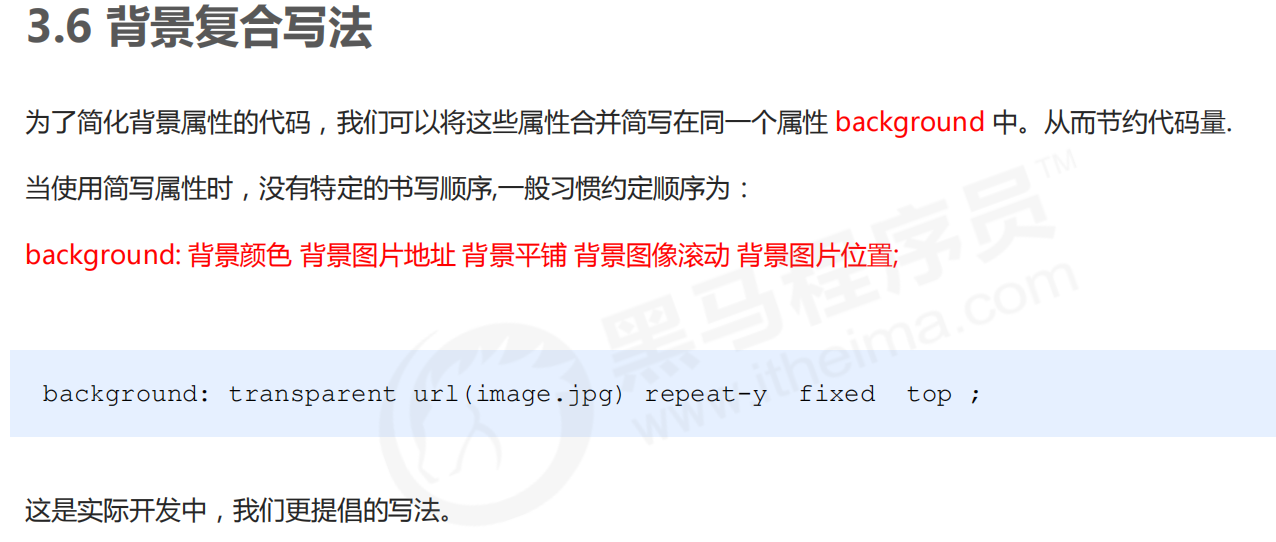 3.6 背景复合写法
为了简化背景属性的代码，我们可以将这些属性合并简写在同一个属性 background 中。从而节约代码量.
当使用简写属性时，没有特定的书写顺序,一般习惯约定顺序为：
background: 背景颜色 背景图片地址 背景平铺 背景图像滚动 背景图片位置;
background: transparent url(image.jpg) repeat-y  fixed  top ;
这是实际开发中，我们更提倡的写法。
黑马程序员™
www.itheima.com